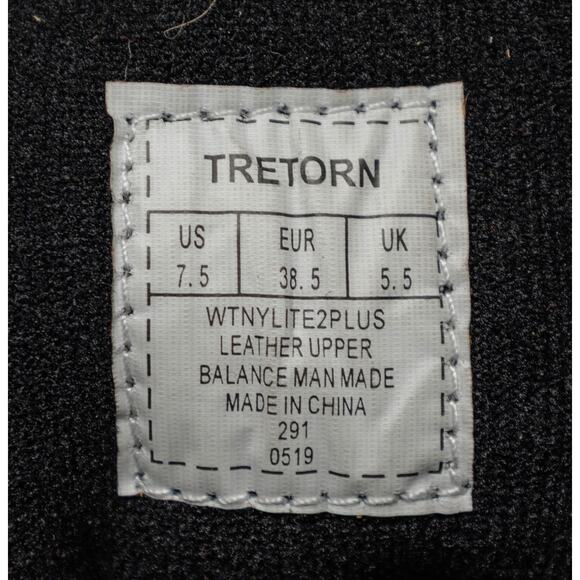 TRETORN
US EUR UK
7.5 38.5 5.5
WTNYLITE2PLUS
LEATHER UPPER
BALANCE MAN MADE
MADE IN CHINA
291
0519